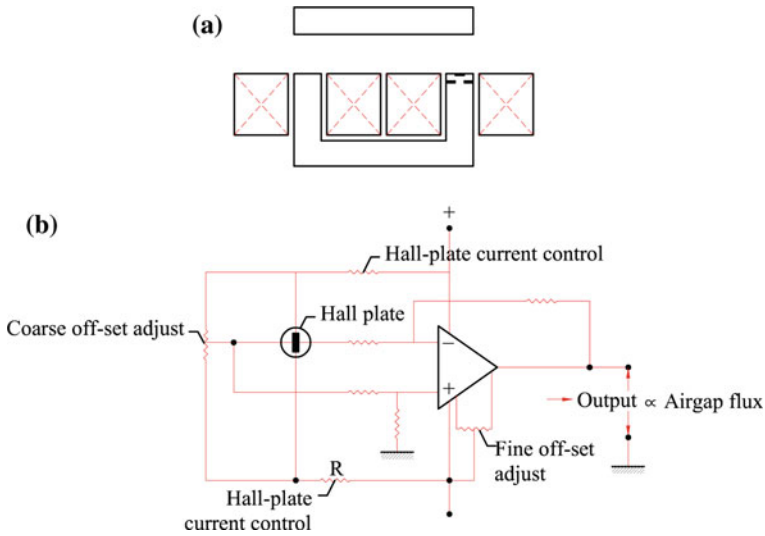 (a)
(b)
+
Hall-plate current control
Hall plate
Coarse off-set adjust
−
+
Output ∝ Airgap flux
Fine off-set
adjust
R
Hall-plate
current control